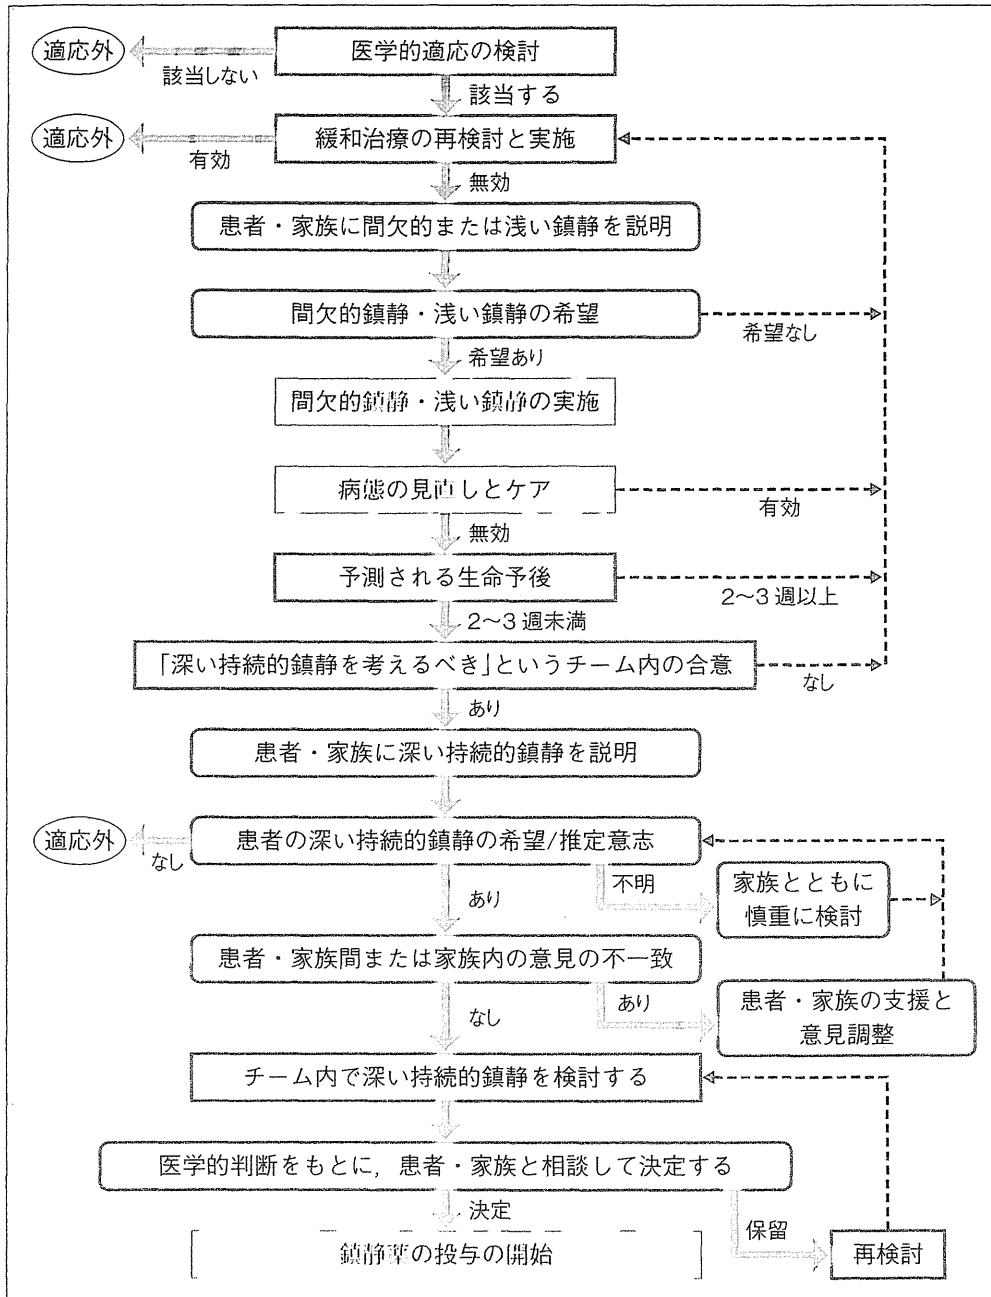 適応外
医学的適応の検討
該当しない
該当する
適応外
緩和治療の再検討と実施
有効
無効
患者・家族に間欠的または浅い鎮静を説明
間欠的鎮静・浅い鎮静の希望
希望なし
希望あり
間欠的鎮静・浅い鎮静の実施
病態の見直しとケア
有効
無効
予測される生命予後
2〜3週以上
2〜3週未満
「深い持続的鎮静を考えるべき」というチーム内の合意
なし
あり
患者・家族に深い持続的鎮静を説明
適応外
患者の深い持続的鎮静の希望/推定意志
なし
不明
あり
家族とともに
慎重に検討
患者・家族間または家族内の意見の不一致
あり
なし
患者・家族の支援と
意見調整
チーム内で深い持続的鎮静を検討する
医学的判断をもとに，患者・家族と相談して決定する
決定
保留
鎮静薬の投与の開始
再検討